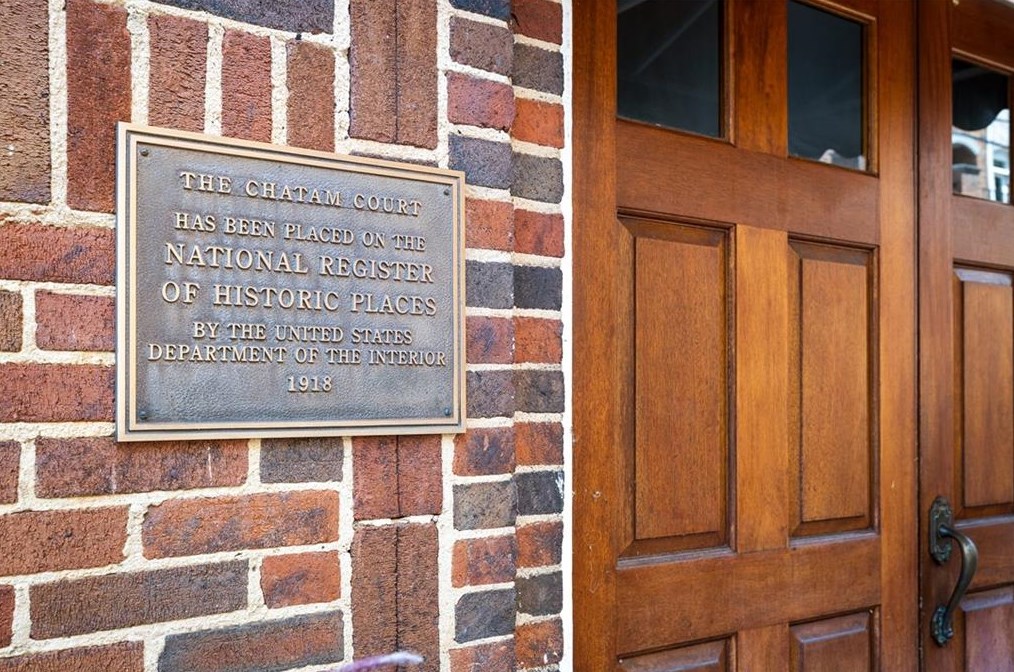 THE CHATAM COURT
HAS BEEN PLACED ON THE
NATIONAL REGISTER
OF HISTORIC PLACES
BY THE UNITED STATES
DEPARTMENT OF THE INTERIOR
1918